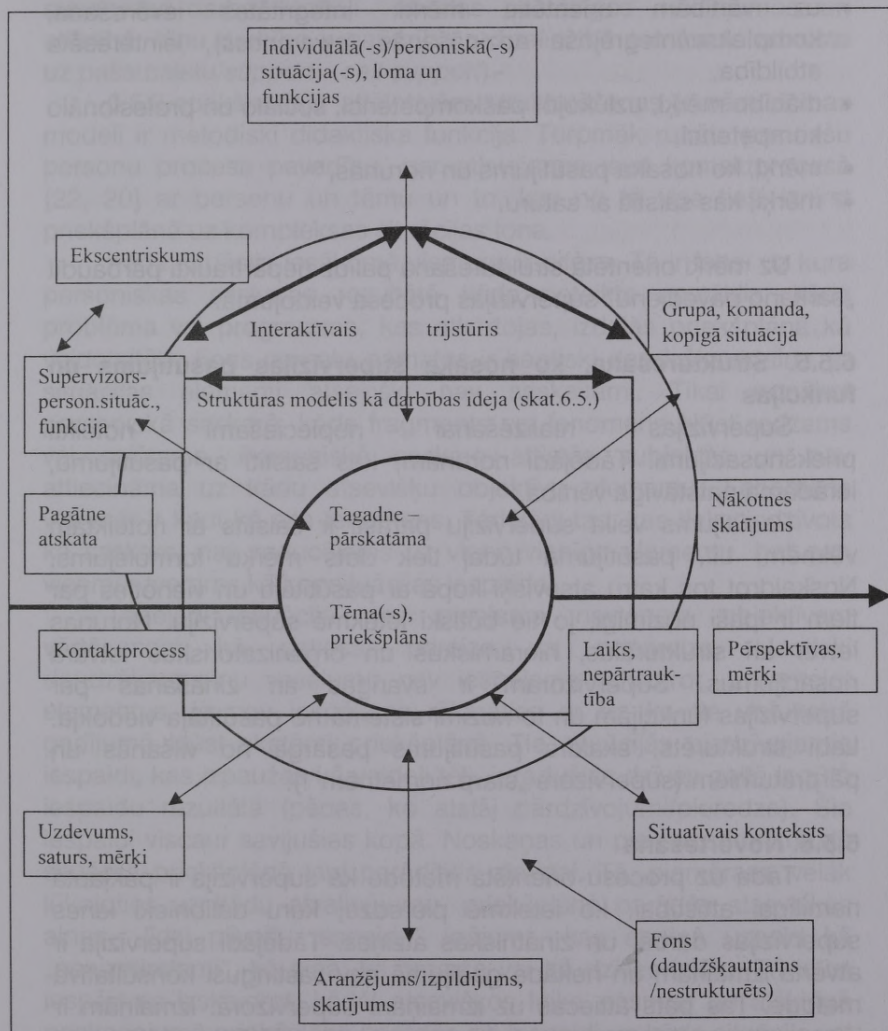 Individuālā(-s)/personiskā(-s)
situācija(-s), loma un
funkcijas
Ekscentriskums
Interaktīvais trijstūris
Grupa, komanda,
kopīgā situācija
Supervizors-
person.situāc.,
funkcija
Struktūras modelis kā darbības ideja (skat.6.5.)
Pagātne
atskata
Tagadne –
pārskatāma
Nākotne
skatījums
Tēma(-s),
priekšplāns
Kontaktprocess
Laiks,
nepārtrauk-
tība
Perspektīvas,
mērķi
Uzdevums,
saturs, mērķi
Situatīvais konteksts
Aranžējums/izpildījums,
skatījums
Fons
(daudzšķautņains
/nestrukturēts)